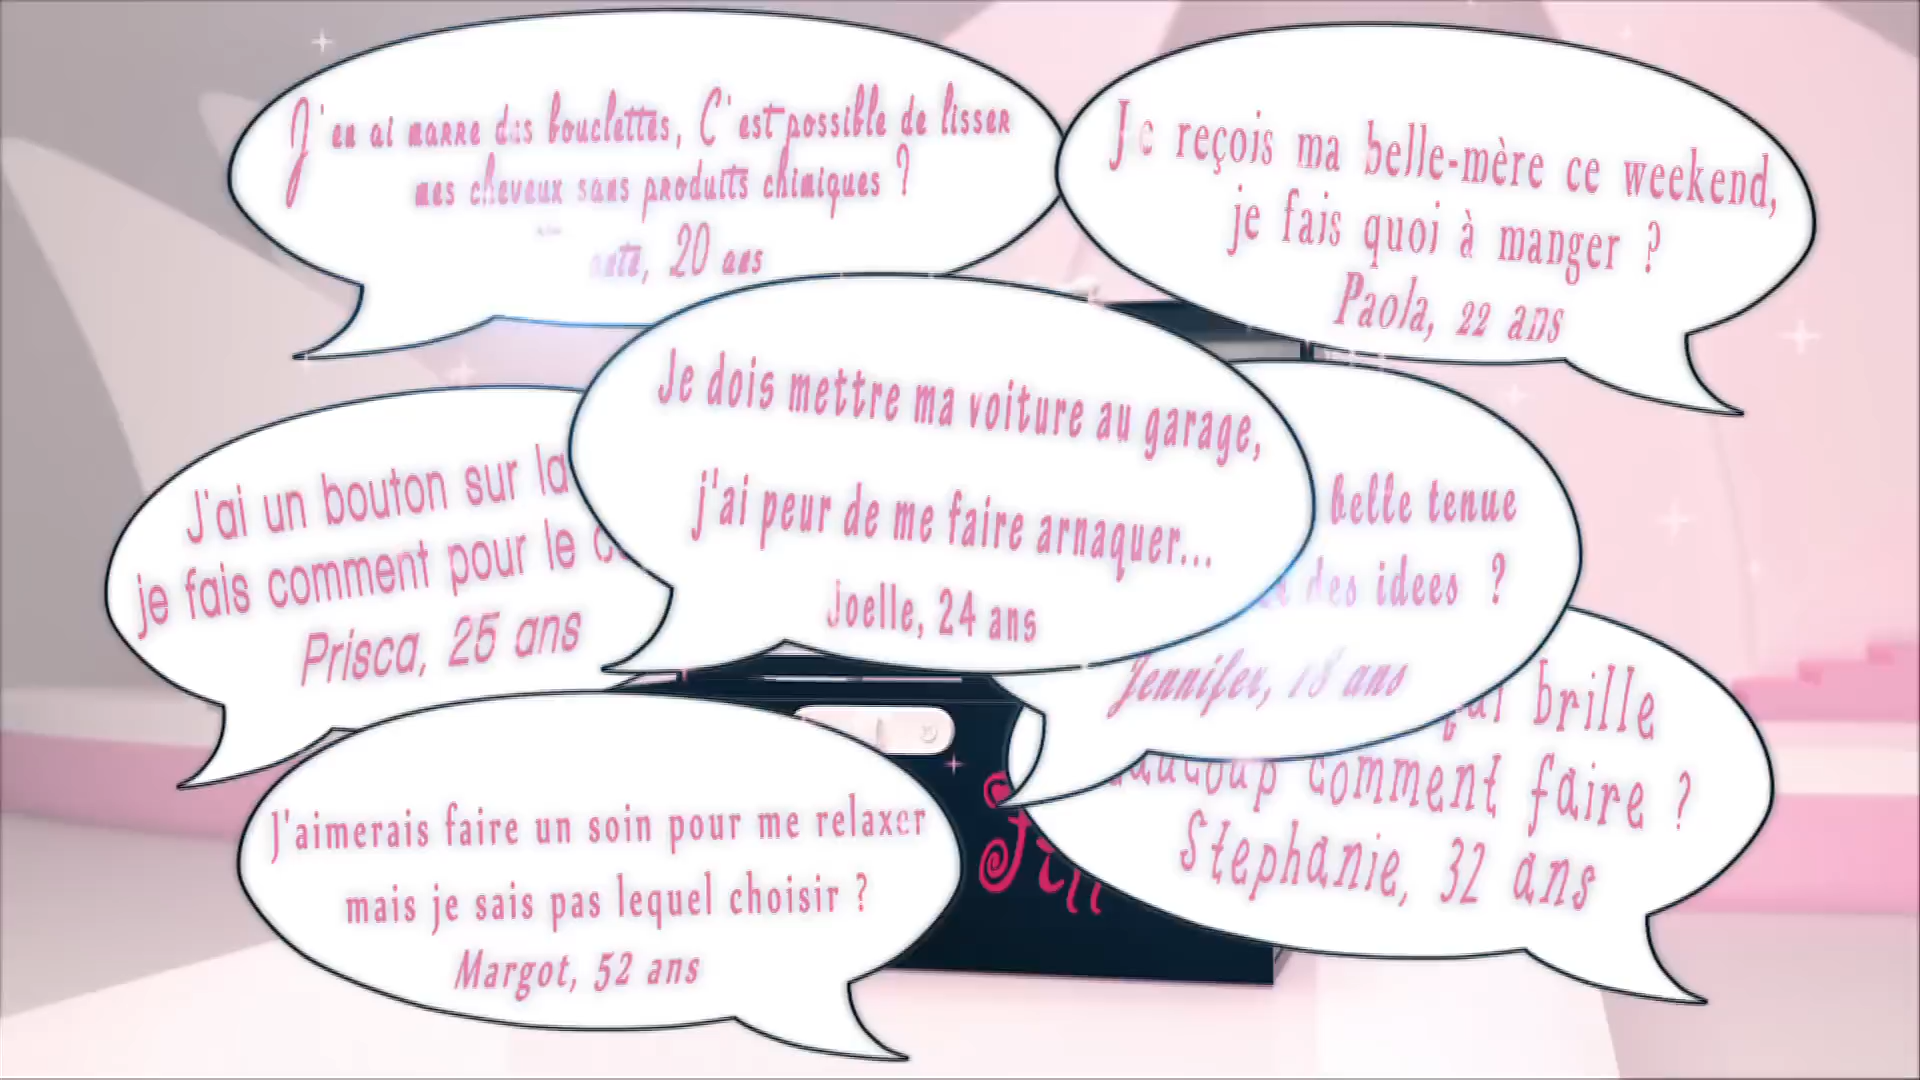 J'en ai marre des bouclettes, C'est possible de lisser
mes cheveux sans produits chimiques ?
20 ans
Je reçois ma belle-mère ce weekend,
je fais quoi à manger ?
Paola, 22 ans
Je dois mettre ma voiture au garage,
j'ai peur de me faire arnaquer...
Joelle, 24 ans
J'ai un bouton sur la
je fais comment pour le
Prisca, 25 ans
belle tenue
des idees ?
Jennifer, 18 ans
qui brille
comment faire ?
Stephanie, 32 ans
J'aimerais faire un soin pour me relaxer
mais je sais pas lequel choisir ?
Margot, 52 ans